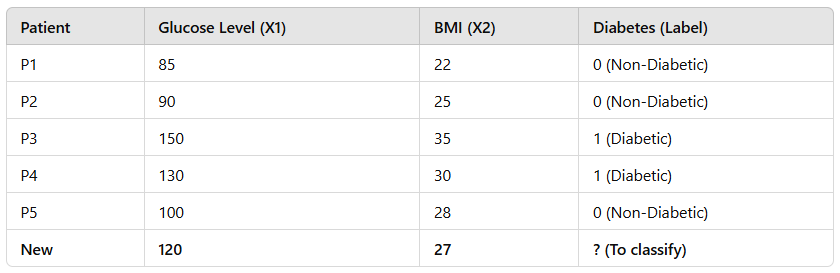 Patient Glucose Level (X1) BMI (X2) Diabetes (Label)
P1 85 22 0 (Non-Diabetic)
P2 90 25 0 (Non-Diabetic)
P3 150 35 1 (Diabetic)
P4 130 30 1 (Diabetic)
P5 100 28 0 (Non-Diabetic)
New 120 27 ? (To classify)